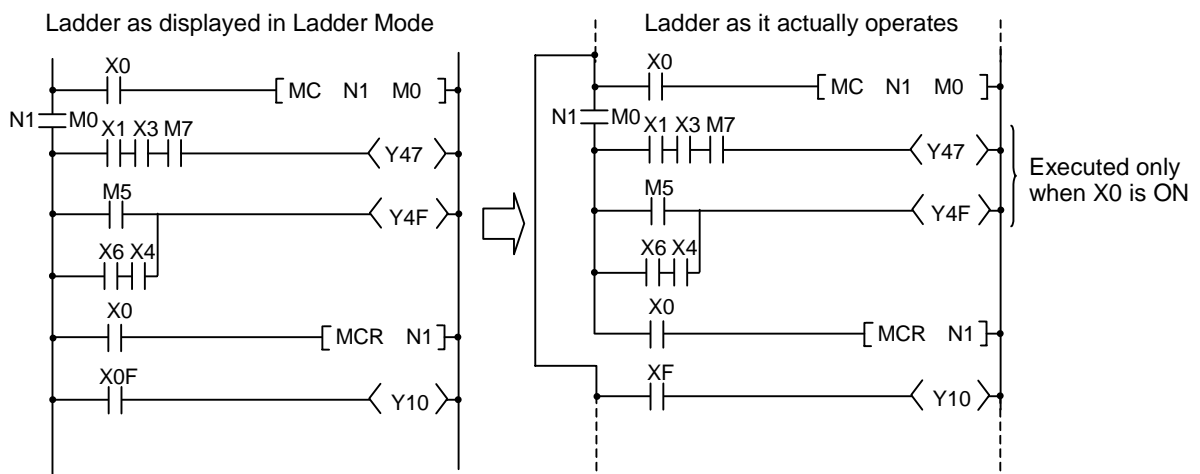 Ladder as displayed in Ladder Mode
X0
MC N1 M0
N1 M0
X1 X3 M7
Y47
M5
Y4F
X6 X4
X0
MCR N1
X0F
Y10
Ladder as it actually operates
X0
MC N1 M0
N1 M0
X1 X3 M7
Y47
M5
Y4F
X6 X4
X0
MCR N1
XF
Y10
Executed only
when X0 is ON